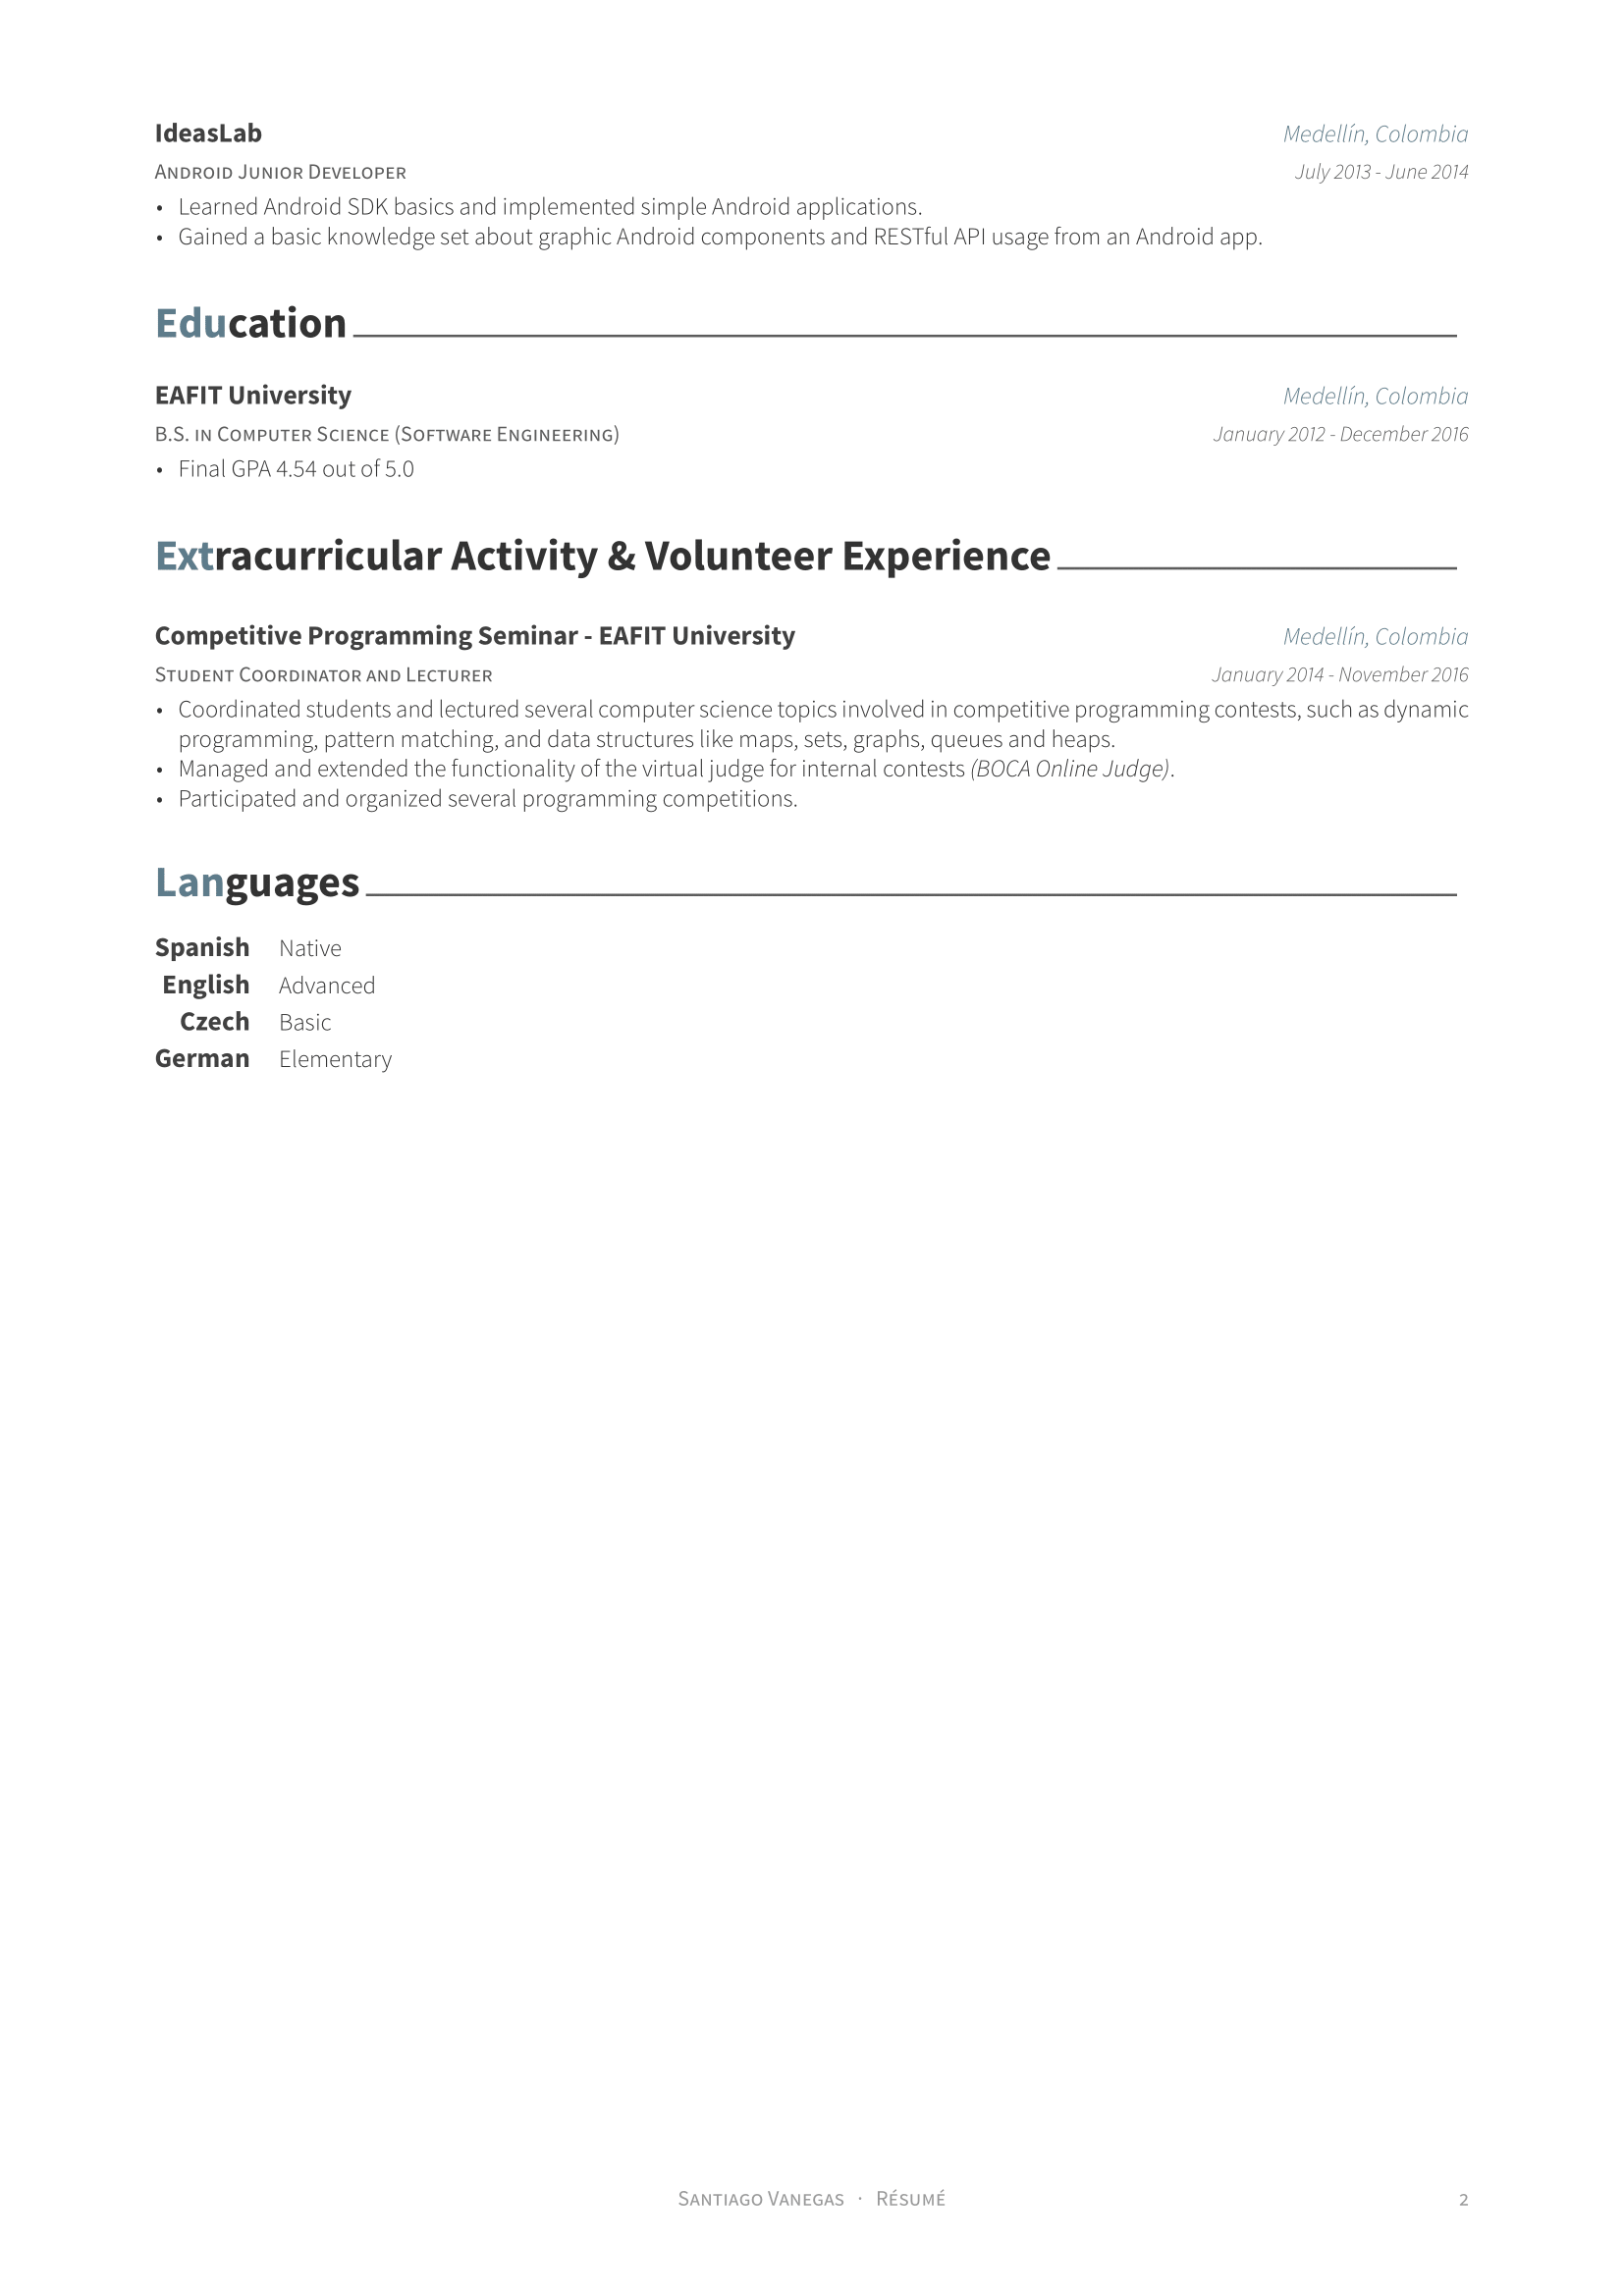 IdeasLab Medellín, Colombia
Android Junior Developer July 2013 - June 2014
• Learned Android SDK basics and implemented simple Android applications.
• Gained a basic knowledge set about graphic Android components and RESTful API usage from an Android app.
Education
EAFIT University Medellín, Colombia
B.S. in Computer Science (Software Engineering) January 2012 - December 2016
• Final GPA 4.54 out of 5.0
Extracurricular Activity & Volunteer Experience
Competitive Programming Seminar - EAFIT University Medellín, Colombia
Student Coordinator and Lecturer January 2014 - November 2016
• Coordinated students and lectured several computer science topics involved in competitive programming contests, such as dynamic
programming, pattern matching, and data structures like maps, sets, graphs, queues and heaps.
• Managed and extended the functionality of the virtual judge for internal contests (BOCA Online Judge).
• Participated and organized several programming competitions.
Languages
Spanish Native
English Advanced
Czech Basic
German Elementary
Santiago Vanegas · Résumé 2